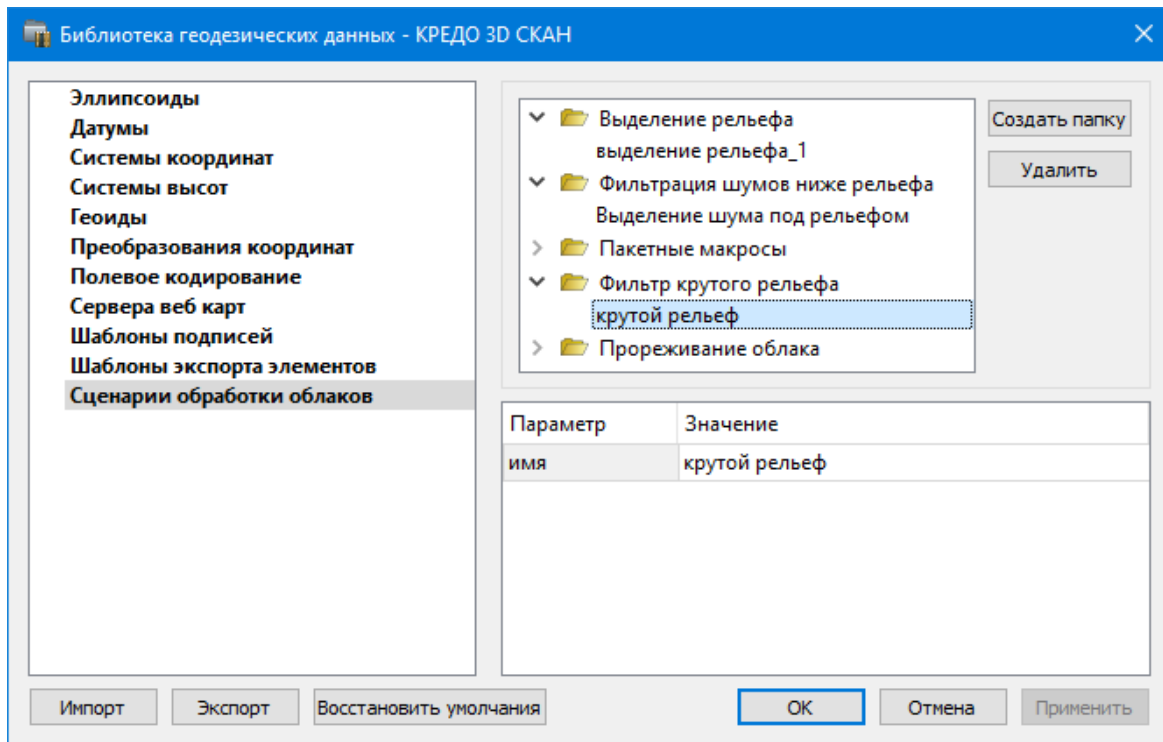 Библиотека геодезических данных - КРЕДО 3D СКАН
Эллипсоиды
Датумы
Системы координат
Системы высот
Геоиды
Преобразования координат
Полевое кодирование
Сервера веб карт
Шаблоны подписей
Шаблоны экспорта элементов
Сценарии обработки облаков
Выделение рельефа
выделение рельефа_1
Фильтрация шумов ниже рельефа
Выделение шума под рельефом
Пакетные макросы
Фильтр крутого рельефа
крутой рельеф
Прореживание облака
Создать папку
Удалить
Параметр Значение
имя крутой рельеф
Импорт Экспорт Восстановить умолчания ОК Отмена Применить